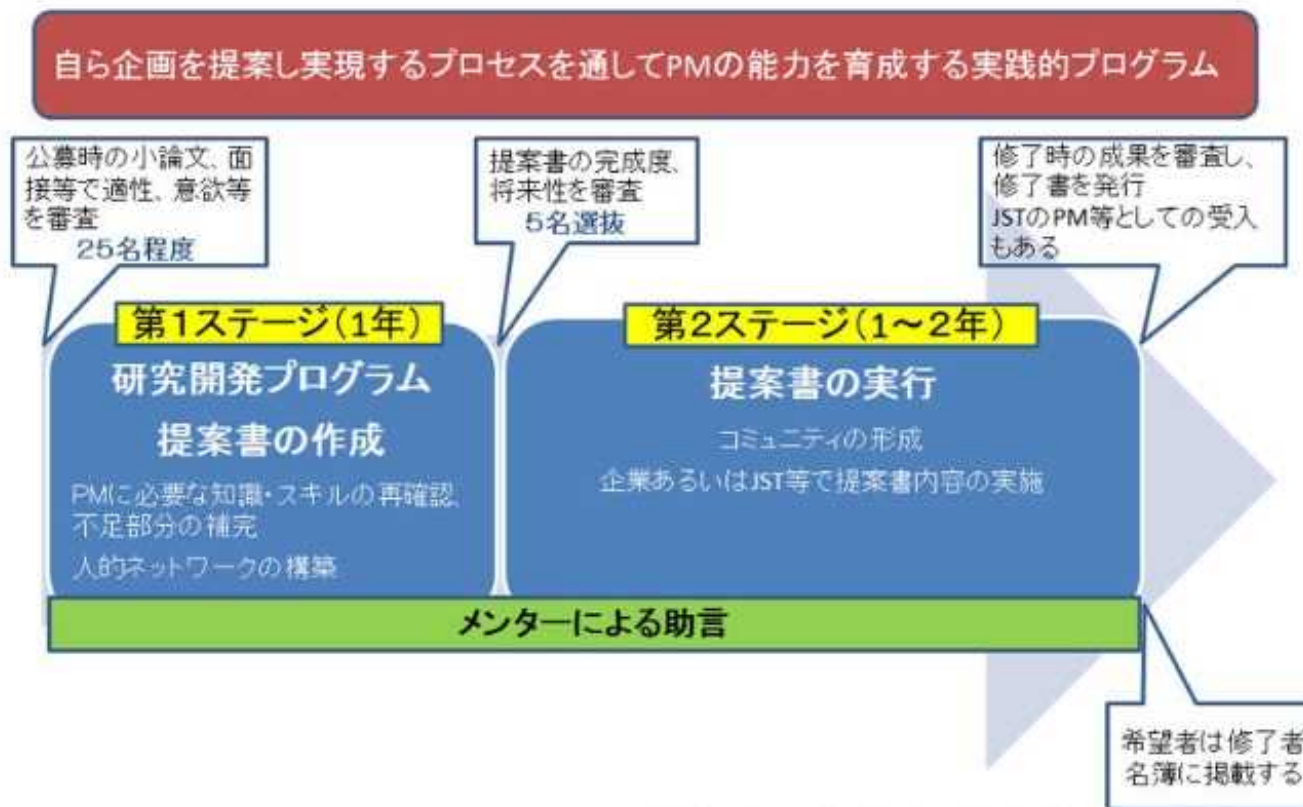 自ら企画を提案し実現するプロセスを通してPMの能力を育成する実践的プログラム
公募時の小論文、面
接等で適性、意欲等
を審査
25名程度
提案書の完成度、
将来性を審査
5名選抜
修了時の成果を審査し、
修了書を発行
JSTのPM等としての受入
もある
第1ステージ(1年)
研究開発プログラム
提案書の作成
PMに必要な知識・スキルの再確認、
不足部分の補完
人的ネットワークの構築
第2ステージ(1～2年)
提案書の実行
コミュニティの形成
企業あるいはJST等で提案書内容の実施
メンターによる助言
希望者は修了者
名簿に掲載する